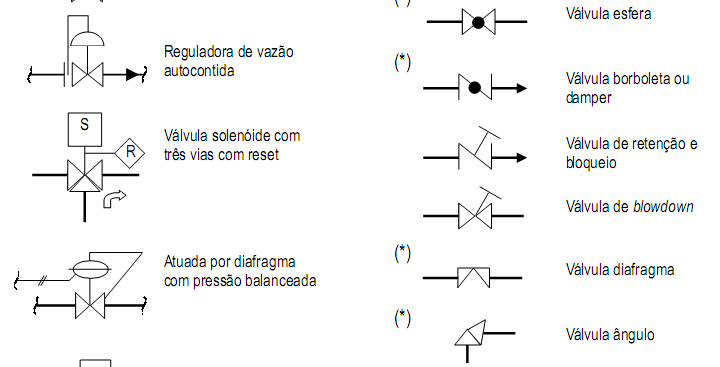 Reguladora de vazão
autocontida
S
R
Válvula solenóide com
três vias com reset
Atuada por diafragma
com pressão balanceada
(*)
Válvula esfera
(*)
Válvula borboleta ou
damper
Válvula de retenção e
bloqueio
Válvula de blowdown
(*)
Válvula diafragma
(*)
Válvula ângulo